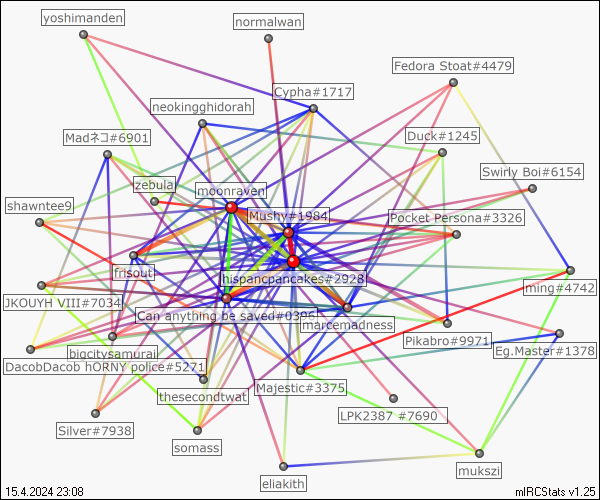 yoshimanden
normalwan
Fedora Stoat#4479
Cypha#1717
neokingghidorah
Madネコ#6901
Duck#1245
Swirly Boi#6154
zebula
moonraven
shawntee9
Mushy#1984
Pocket Persona#3326
frisout
hispancpancakes#2928
ming#4742
JKOUYH VIII#7034
Can anything be saved#0396
marcemadness
Pikabro#9971
Eg.Master#1378
bigcitysamurai
DacobDacob hORNY police#5271
Majestic#3375
thesecondtwat
LPK2387 #7690
Silver#7938
somass
mukszi
eliakith
15.4.2024 23:08
mIRCStats v1.25